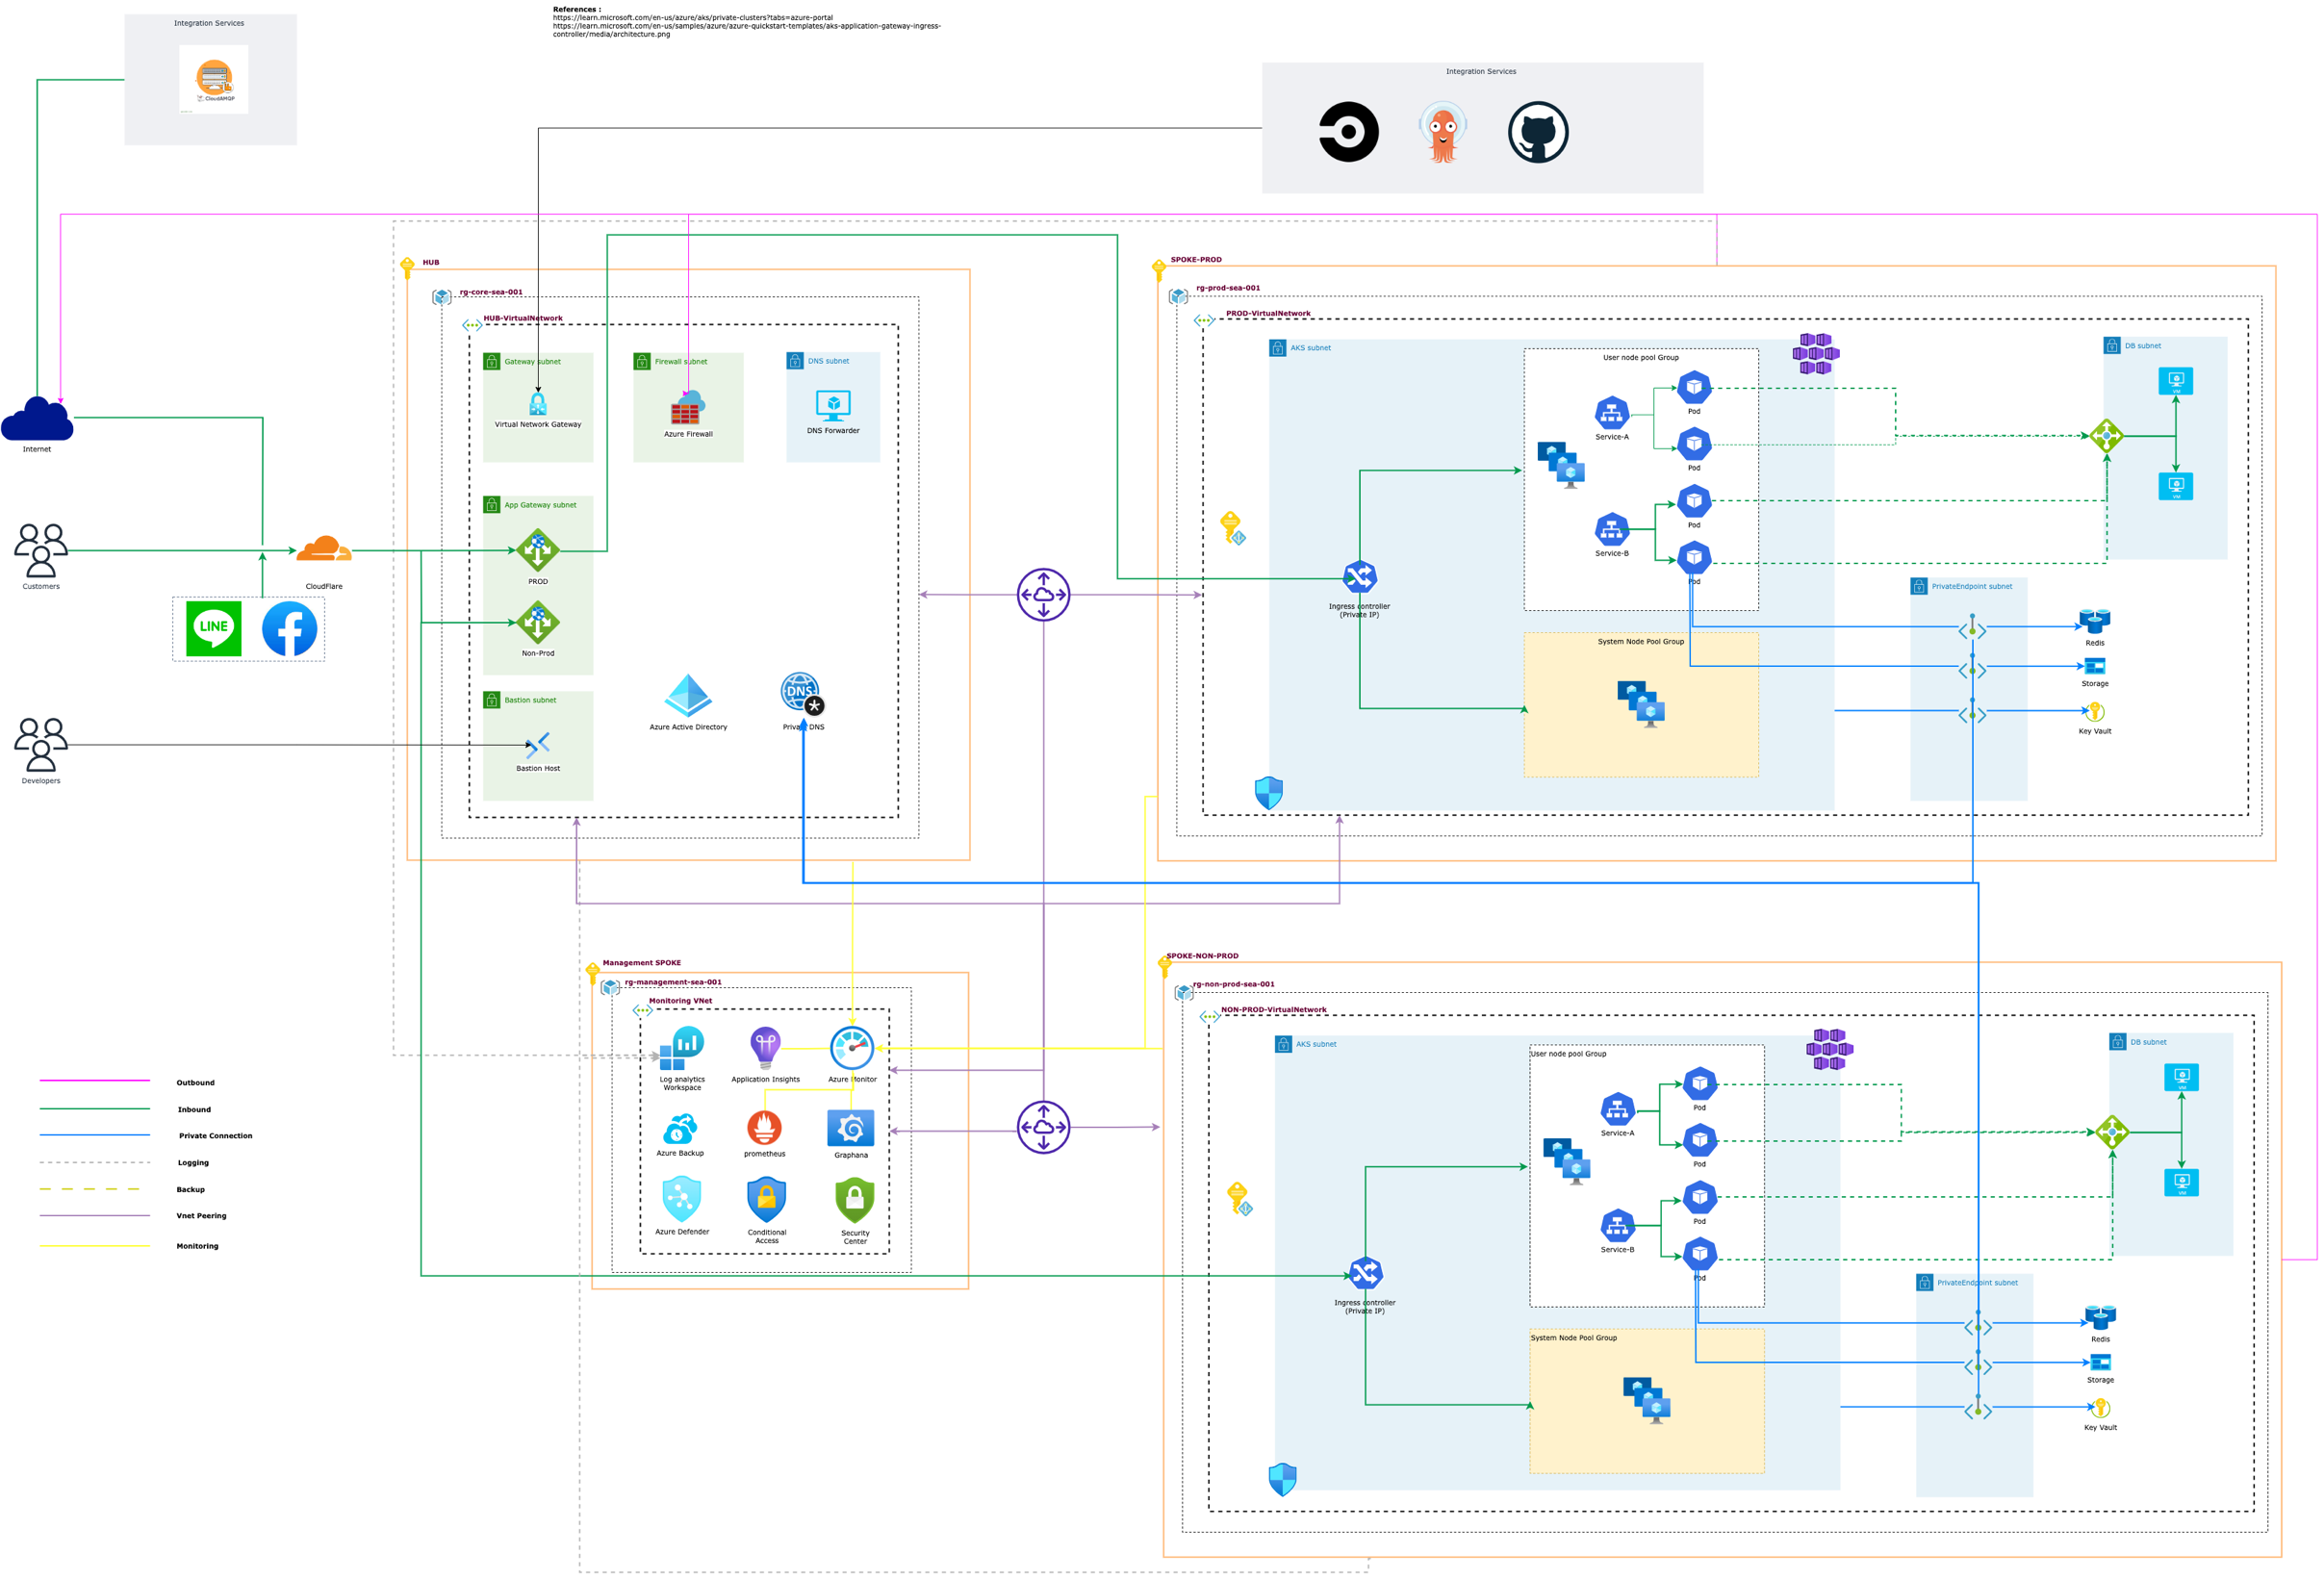 References :
https://learn.microsoft.com/en-us/azure/aks/private-clusters?tabs=azure-portal
https://learn.microsoft.com/en-us/samples/azure/azure-quickstart-templates/aks-application-gateway-ingress-
controller/media/architecture.png
Integration Services
CloudAMQP
Integration Services
Internet
Customers
CloudFlare
LINE
Developers
HUB
rg-core-sea-001
HUB-VirtualNetwork
Gateway subnet
Virtual Network Gateway
Firewall subnet
Azure Firewall
DNS subnet
DNS Forwarder
App Gateway subnet
PROD
Non-Prod
Bastion subnet
Bastion Host
Azure Active Directory
DNS
Private DNS
SPOKE-PROD
rg-prod-sea-001
PROD-VirtualNetwork
AKS subnet
User node pool Group
Service-A
Pod
Pod
Service-B
Pod
Pod
Ingress controller
(Private IP)
System Node Pool Group
DB subnet
VM
VM
PrivateEndpoint subnet
Redis
Storage
Key Vault
Management SPOKE
rg-management-sea-001
Monitoring VNet
Log analytics
Workspace
Application Insights
Azure Monitor
Azure Backup
prometheus
Graphana
Azure Defender
Conditional
Access
Security
Center
SPOKE-NON-PROD
rg-non-prod-sea-001
NON-PROD-VirtualNetwork
AKS subnet
User node pool Group
Service-A
Pod
Pod
Service-B
Pod
Pod
Ingress controller
(Private IP)
System Node Pool Group
DB subnet
VM
VM
PrivateEndpoint subnet
Redis
Storage
Key Vault
Outbound
Inbound
Private Connection
Logging
Backup
Vnet Peering
Monitoring